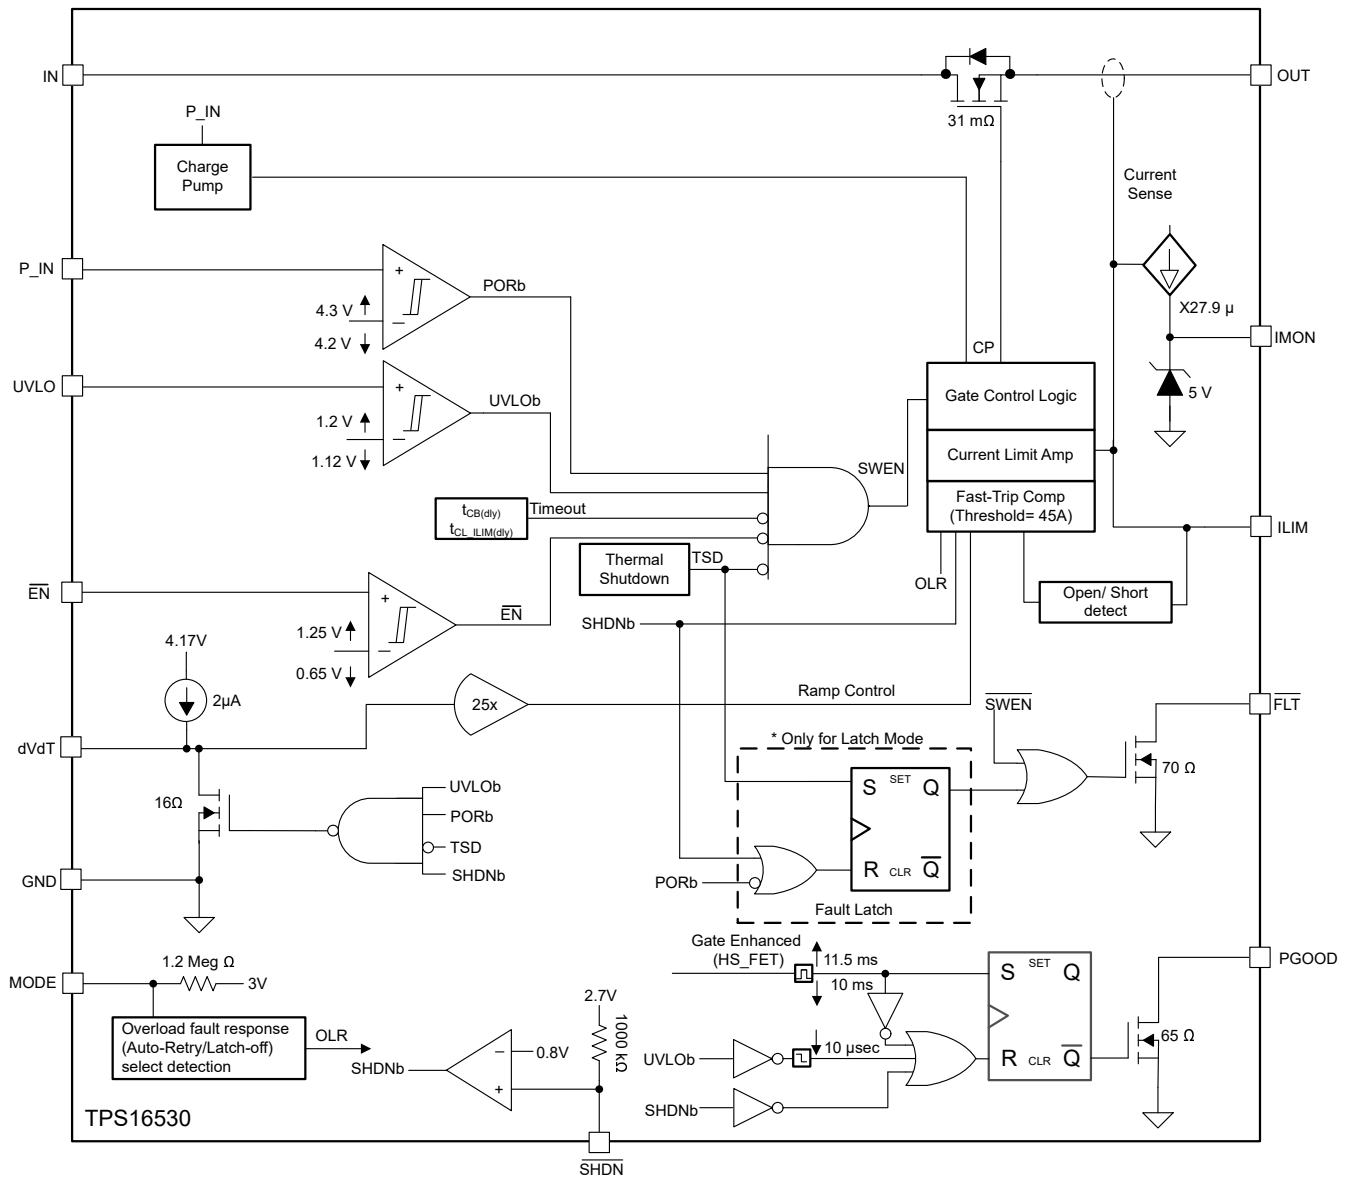 IN
OUT
31 mΩ
P_IN
Charge
Pump
Current
Sense
P_IN
+
4.3 V
4.2 V
−
PORb
X27.9 µ
IMON
CP
5 V
UVLO
+
1.2 V
1.12 V
−
UVLOb
Gate Control Logic
Current Limit Amp
Fast-Trip Comp
(Threshold= 45A)
SWEN
tCB(dly)
tCL_ILIM(dly)
Timeout
ILIM
Thermal
Shutdown
TSD
OLR
Open/ Short
detect
E̅N̅
+
1.25 V
0.65 V
−
E̅N̅
SHDNb
4.17V
2µA
25x
Ramp Control
S̅W̅E̅N̅
F̅L̅T̅
dVdT
* Only for Latch Mode
S
SET
Q
70 Ω
16Ω
UVLOb
PORb
TSD
SHDNb
PORb
R
CLR
Q̅
Fault Latch
GND
Gate Enhanced
(HS_FET)
11.5 ms
10 ms
S
SET
Q
PGOOD
MODE
1.2 Meg Ω
3V
2.7V
1000 kΩ
Overload fault response
(Auto-Retry/Latch-off)
select detection
OLR
SHDNb
−
0.8V
+
10 µsec
UVLOb
R
CLR
Q̅
65 Ω
SHDNb
TPS16530
S̅H̅D̅N̅